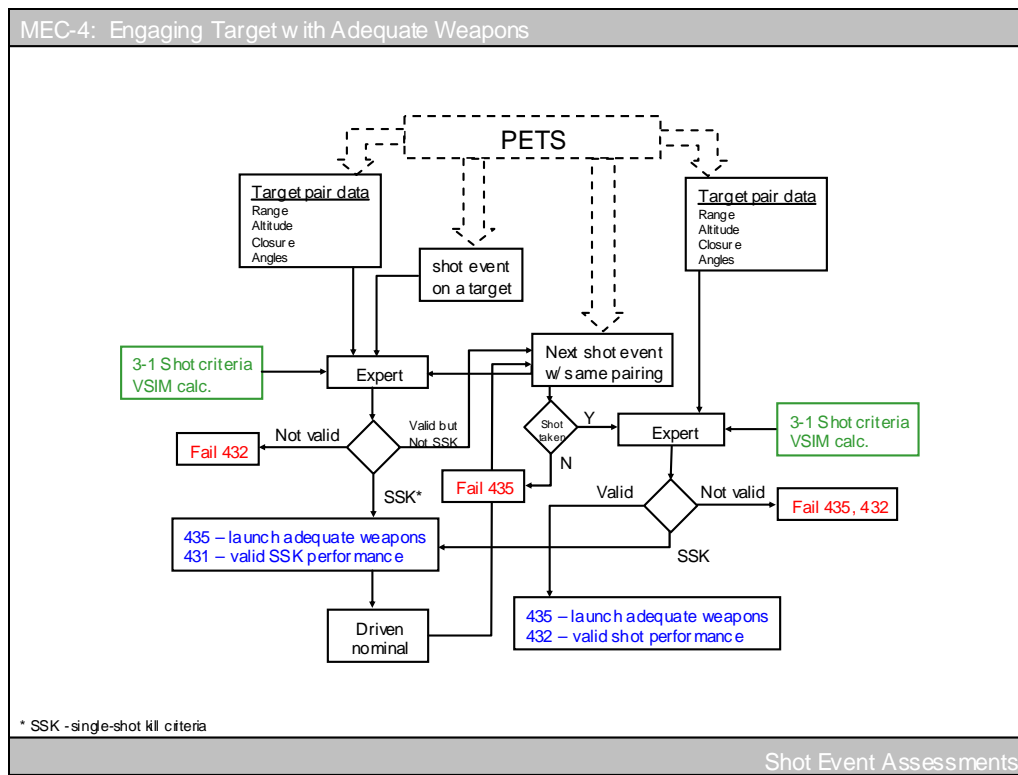 MEC-4: Engaging Target with Adequate Weapons
PETS
Target pair data
Range
Altitude
Closure
Angles
shot event
on a target
Target pair data
Range
Altitude
Closure
Angles
3-1 Shot criteria
VSIM calc.
Expert
Next shot event
w/ same pairing
Shot
taken
Y
N
Expert
3-1 Shot criteria
VSIM calc.
Not valid
Valid but
Not SSK
Fail 432
SSK*
Fail 435
Valid
Not valid
Fail 435, 432
SSK
435 – launch adequate weapons
431 – valid SSK performance
Driven
nominal
435 – launch adequate weapons
432 – valid shot performance
* SSK - single-shot kill criteria
Shot Event Assessments